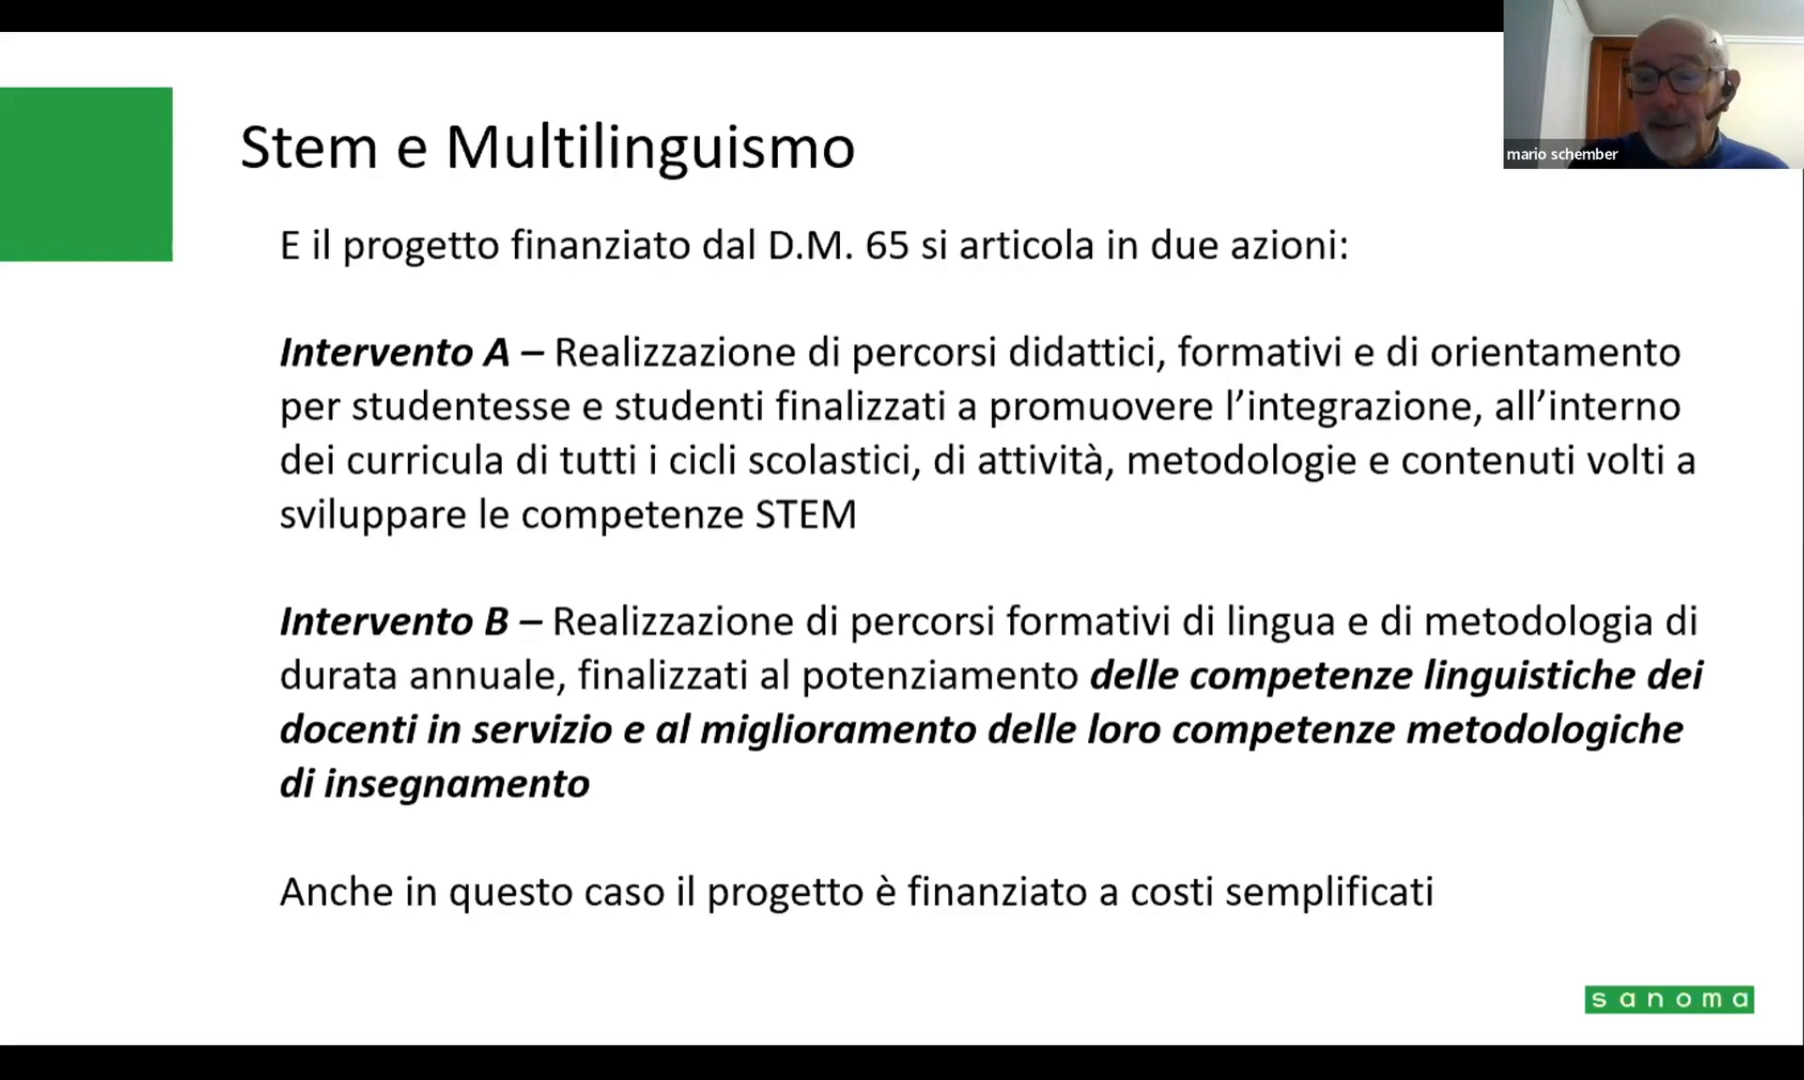 mario schember
Stem e Multilinguismo
E il progetto finanziato dal D.M. 65 si articola in due azioni:
Intervento A – Realizzazione di percorsi didattici, formativi e di orientamento
per studentesse e studenti finalizzati a promuovere l’integrazione, all’interno
dei curricula di tutti i cicli scolastici, di attività, metodologie e contenuti volti a
sviluppare le competenze STEM
Intervento B – Realizzazione di percorsi formativi di lingua e di metodologia di
durata annuale, finalizzati al potenziamento delle competenze linguistiche dei
docenti in servizio e al miglioramento delle loro competenze metodologiche
di insegnamento
Anche in questo caso il progetto è finanziato a costi semplificati
sanoma